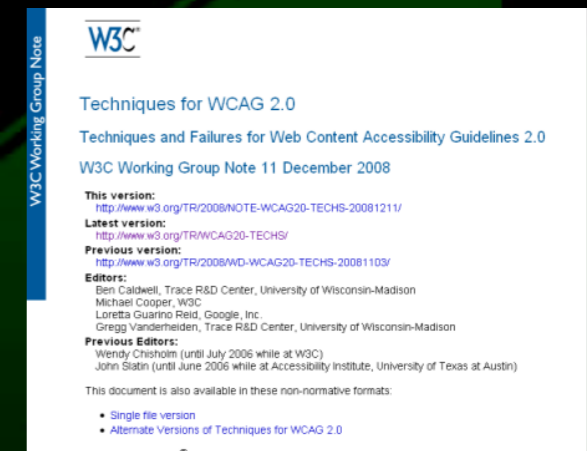 W3C Working Group Note
W3C®
Techniques for WCAG 2.0
Techniques and Failures for Web Content Accessibility Guidelines 2.0
W3C Working Group Note 11 December 2008
This version:
http://www.w3.org/TR/2008/NOTE-WCAG20-TECHS-20081211/
Latest version:
http://www.w3.org/TR/WCAG20-TECHS/
Previous version:
http://www.w3.org/TR/2008/WD-WCAG20-TECHS-20081103/
Editors:
Ben Caldwell, Trace R&D Center, University of Wisconsin-Madison
Michael Cooper, W3C
Loretta Guarino Reid, Google, Inc.
Gregg Vanderheiden, Trace R&D Center, University of Wisconsin-Madison
Previous Editors:
Wendy Chisholm (until July 2006 while at W3C)
John Slatin (until June 2006 while at Accessibility Institute, University of Texas at Austin)
This document is also available in these non-normative formats:
• Single file version
• Alternate Versions of Techniques for WCAG 2.0